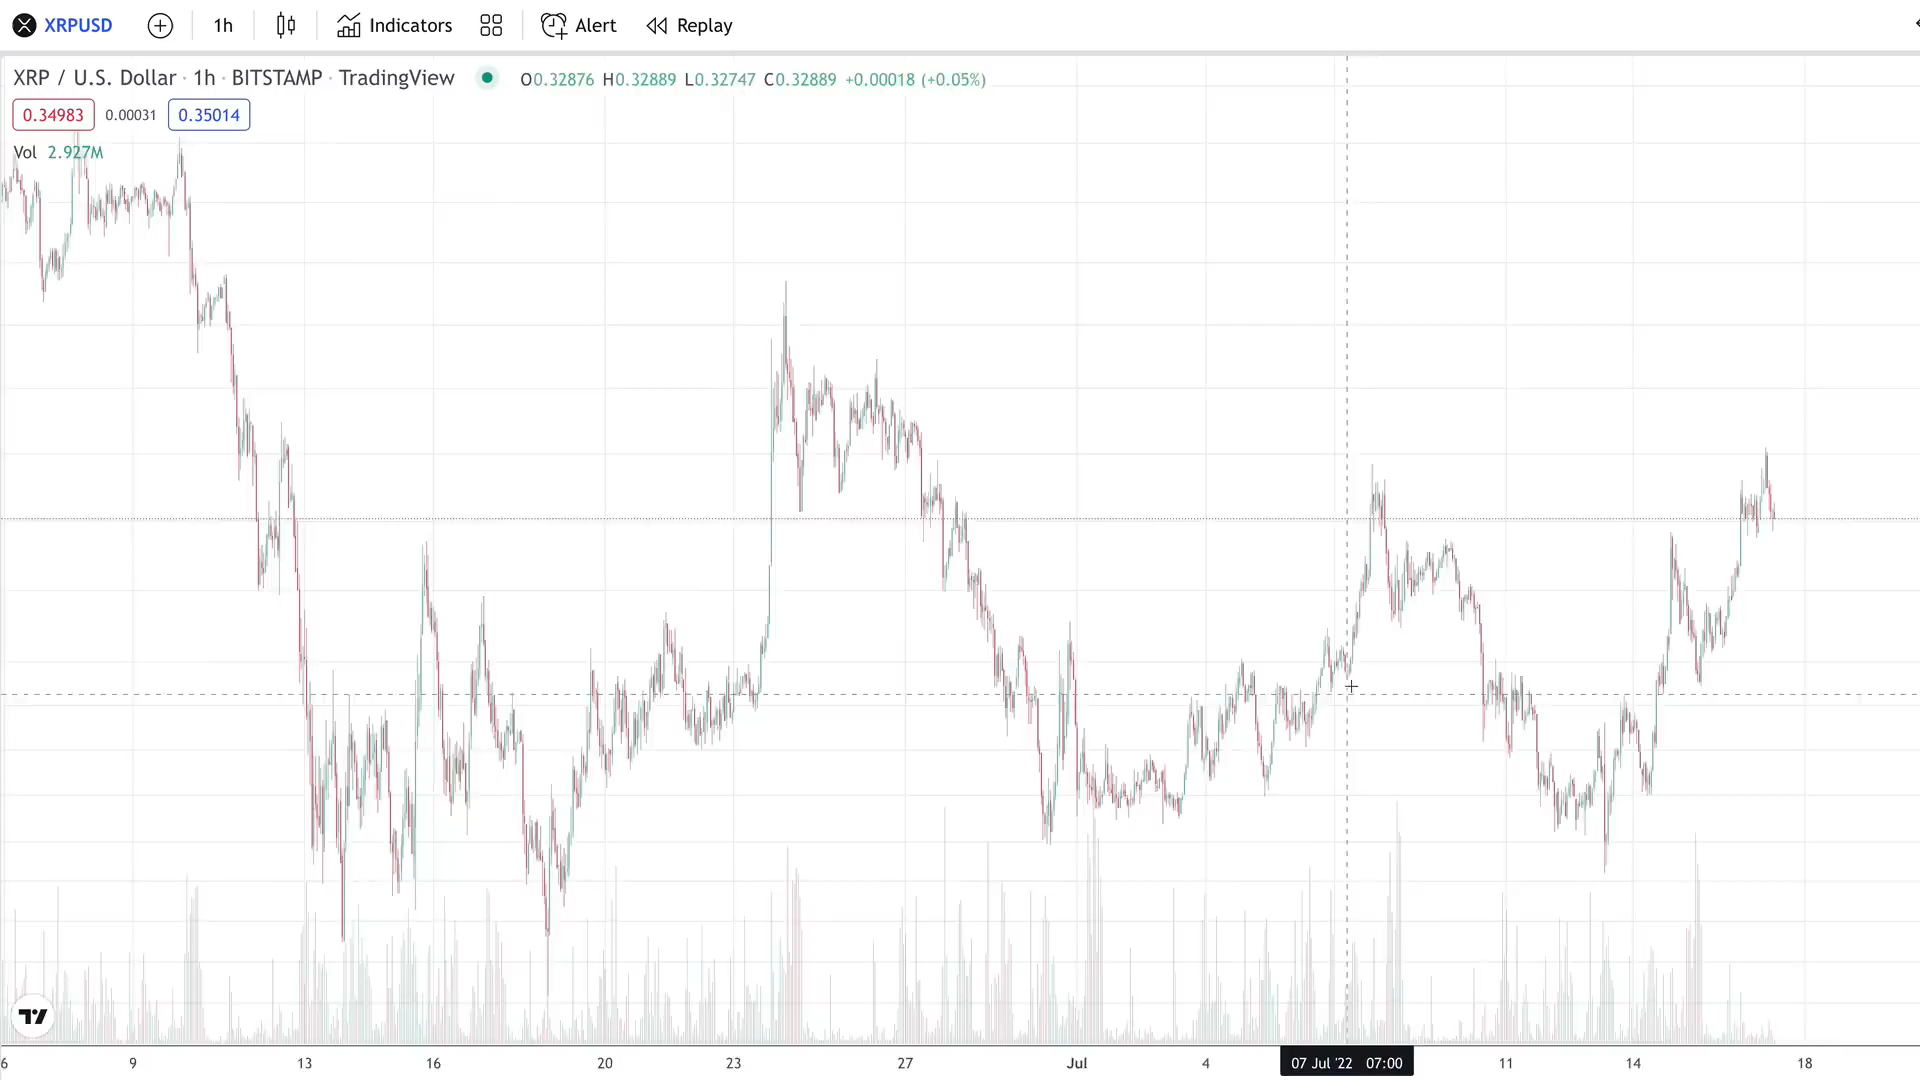 XRPUSD 1h Indicators Alert Replay
XRP / U.S. Dollar · 1h · BITSTAMP · TradingView O0.32876 H0.32889 L0.32747 C0.32889 +0.00018 (+0.05%)
0.34983 0.00031 0.35014
Vol 2.927M
6 9 13 16 20 23 27 Jul 4 07 Jul '22 07:00 11 14 18